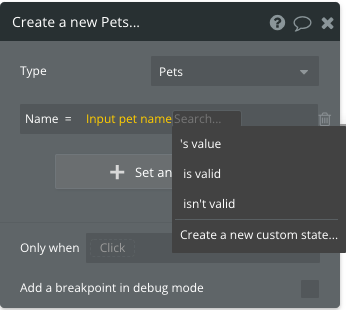 Create a new Pets...
Type
Pets
Name = Input pet name Search...
's value
is valid
isn't valid
Create a new custom state...
Set an
Only when Click
Add a breakpoint in debug mode